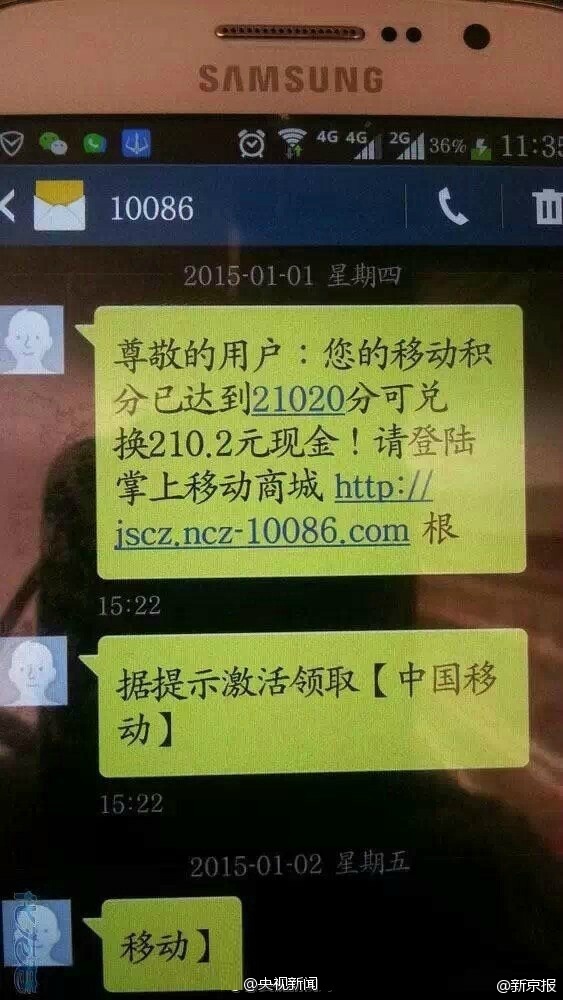 SAMSUNG
4G 4G 2G 36% 11:35
10086
2015-01-01 星期四
尊敬的用户：您的移动积
分已达到21020分可兑
换210.2元现金！请登陆
掌上移动商城 http://
jscz.ncz-10086.com 根
15:22
据提示激活领取【中国移
动】
15:22
2015-01-02 星期五
移动】
@央视新闻
@新京报